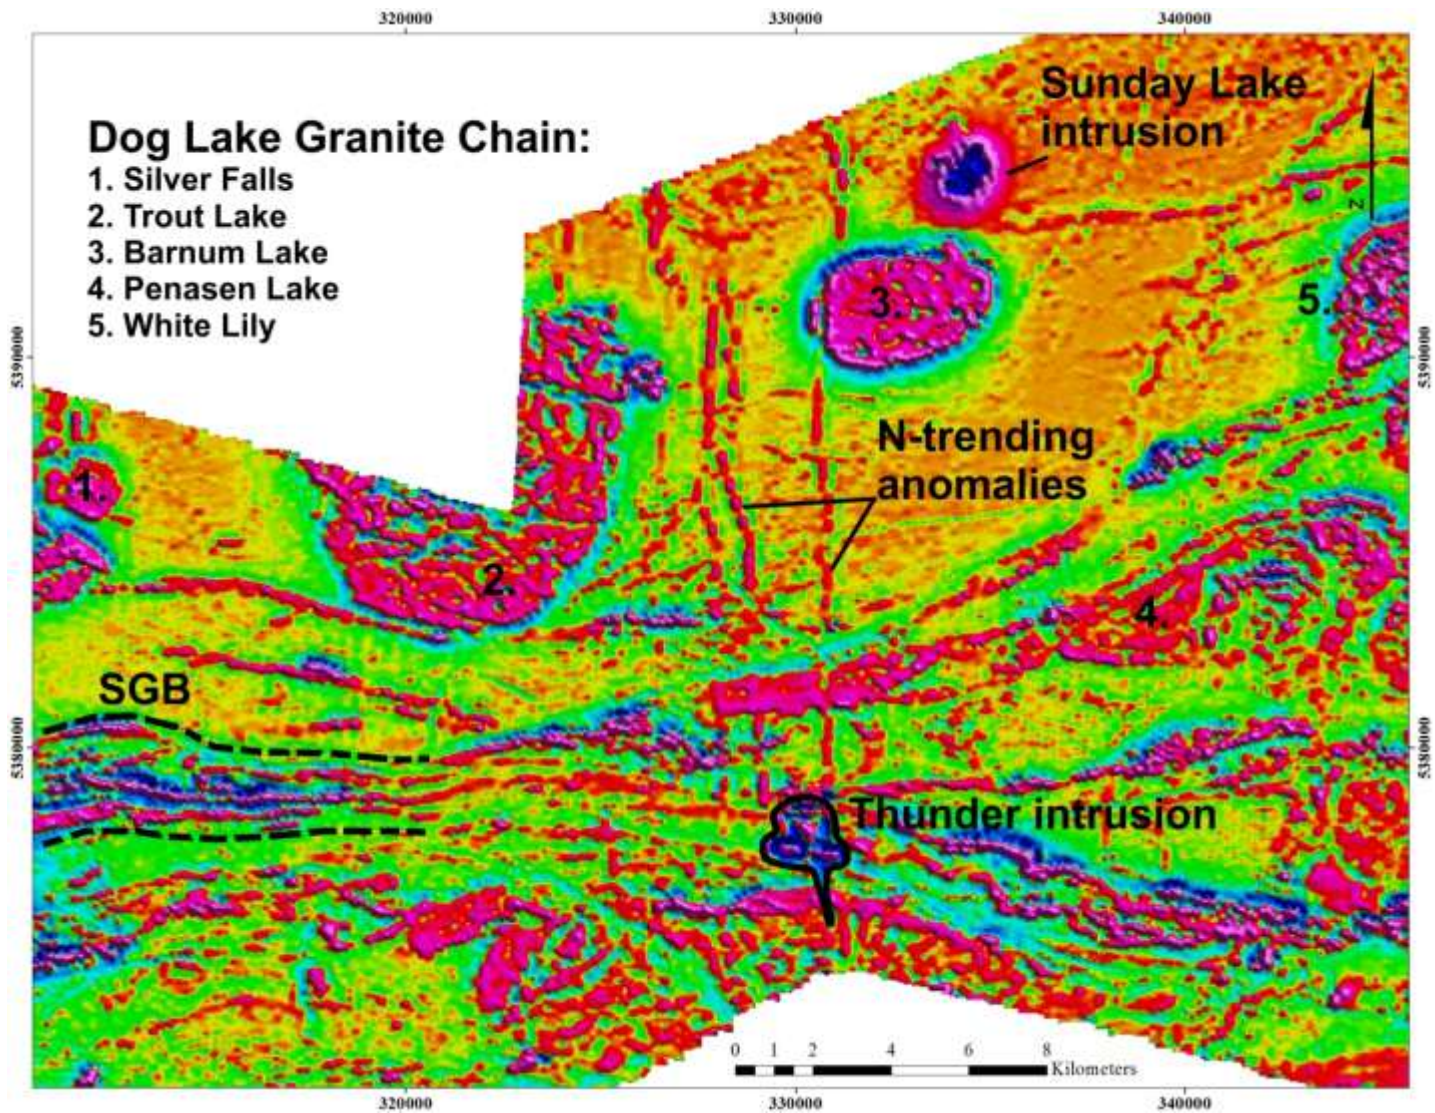 320000
330000
340000
Sunday Lake
intrusion
Dog Lake Granite Chain:
1. Silver Falls
2. Trout Lake
3. Barnum Lake
4. Penasen Lake
5. White Lily
z
3.
5.
5390000
5390000
N-trending
anomalies
1.
2.
4.
SGB
5380000
5380000
Thunder intrusion
0 1 2 4 6 8
Kilometers
320000
330000
340000